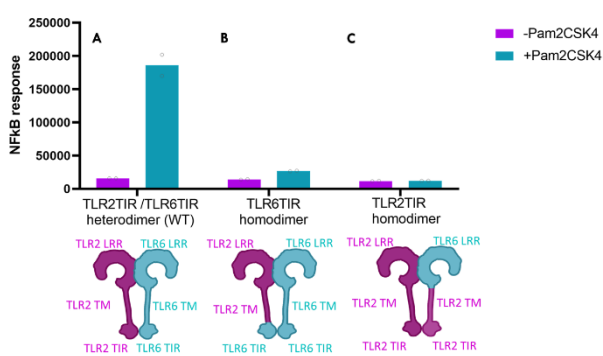 250000
200000
150000
100000
50000
0
NFkB response
A
B
C
-Pam2CSK4
+Pam2CSK4
TLR2TIR /TLR6TIR
heterodimer (WT)
TLR6TIR
homodimer
TLR2TIR
homodimer
TLR2 LRR TLR6 LRR
TLR2 TM TLR6 TM
TLR2 TIR TLR6 TIR
TLR2 LRR TLR6 LRR
TLR2 TM TLR6 TM
TLR6 TIR TLR6 TIR
TLR2 LRR TLR6 LRR
TLR2 TM TLR2 TM
TLR2 TIR TLR2 TIR